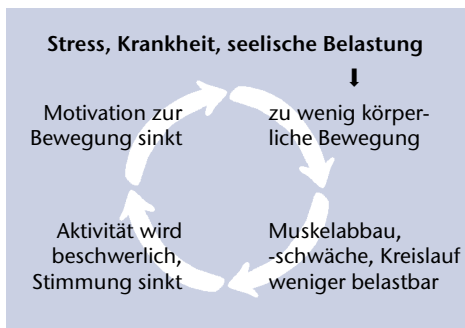 Stress, Krankheit, seelische Belastung
Motivation zur
Bewegung sinkt
zu wenig körper-
liche Bewegung
Aktivität wird
beschwerlich,
Stimmung sinkt
Muskelabbau,
-schwäche, Kreislauf
weniger belastbar